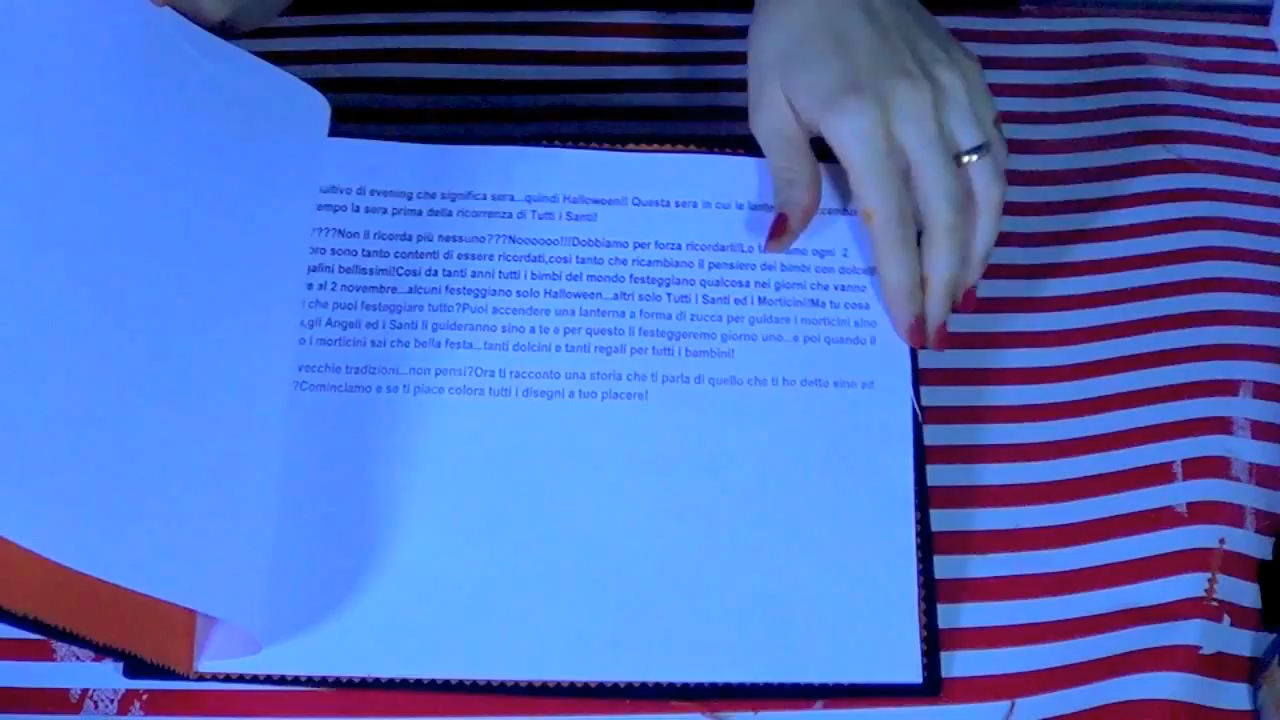 di evening che significa sera...quindi Halloween!! Questa sera in cui le
la sera prima della ricorrenza di Tutti i Santi!
???Non li ricorda più nessuno???Noooooo!!!Dobbiamo per forza ricordarli!Lo ogni 2
sono tanto contenti di essere ricordati,così tanto che ricambiano il pensiero dei bimbi con
bellissimi!Così da tanti anni tutti i bimbi del mondo festeggiano qualcosa nei giorni che vanno
al 2 novembre...alcuni festeggiano solo Halloween...altri solo Tutti i Santi ed i Morticini!Ma tu cosa
che puoi festeggiare tutto?Puoi accendere una lanterna a forma di zucca per guidare i morticini sino
gli Angeli ed i Santi li guideranno sino a te e per questo li festeggeremo giorno uno...e poi quando il
i morticini sai che bella festa...tanti dolcini e tanti regali per tutti i bambini!
vecchie tradizioni...non pensi?Ora ti racconto una storia che ti parla di quello che ti ho detto sino ad
?Cominciamo e se ti piace colora tutti i disegni a tuo piacere!